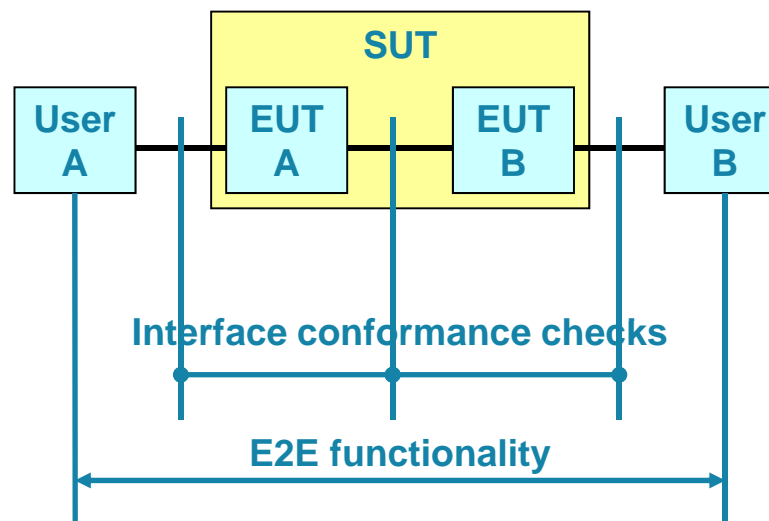 SUT
User
A
EUT
A
EUT
B
User
B
Interface conformance checks
E2E functionality